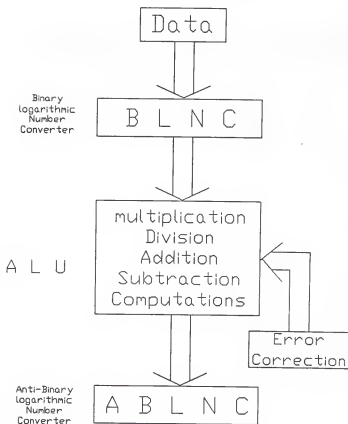 Data
Binary
logarithmic
Number
Converter
B L N C
multiplication
Division
Addition
Subtraction
Computations
A L U
Error
Correction
Anti-Binary
logarithmic
Number
Converter
A B L N C